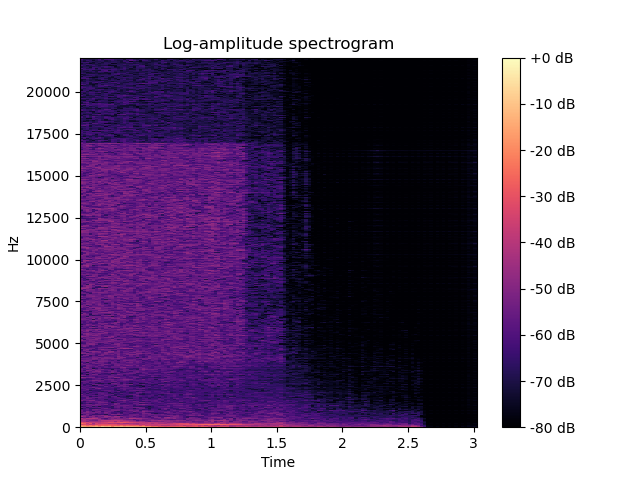 Log-amplitude spectrogram
Hz
20000
17500
15000
12500
10000
7500
5000
2500
0
0 0.5 1 1.5 2 2.5 3
Time
+0 dB
-10 dB
-20 dB
-30 dB
-40 dB
-50 dB
-60 dB
-70 dB
-80 dB